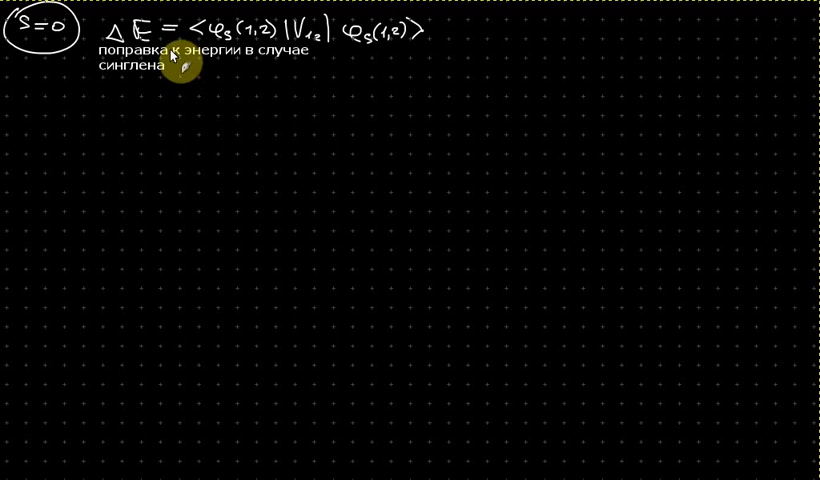 S=0 ΔE = <φₛ(1,2) |V₁₂| φₛ(1,2)>
поправка к энергии в случае
синглена